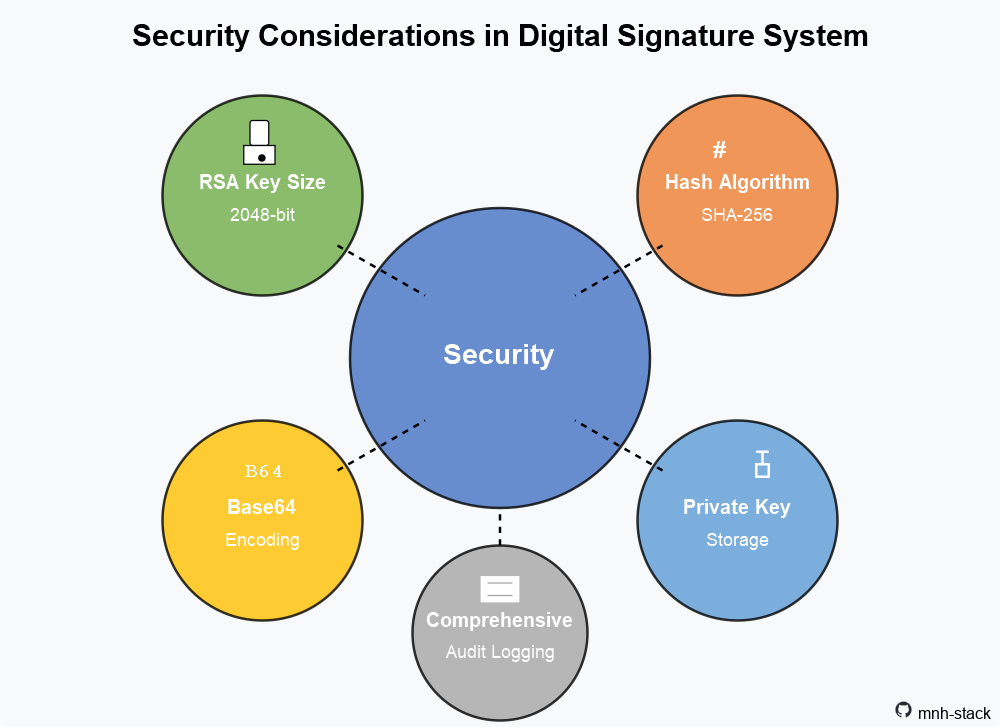 Security Considerations in Digital Signature System
RSA Key Size
2048-bit
#
Hash Algorithm
SHA-256
Security
B64
Base64
Encoding
Private Key
Storage
Comprehensive
Audit Logging
mnh-stack